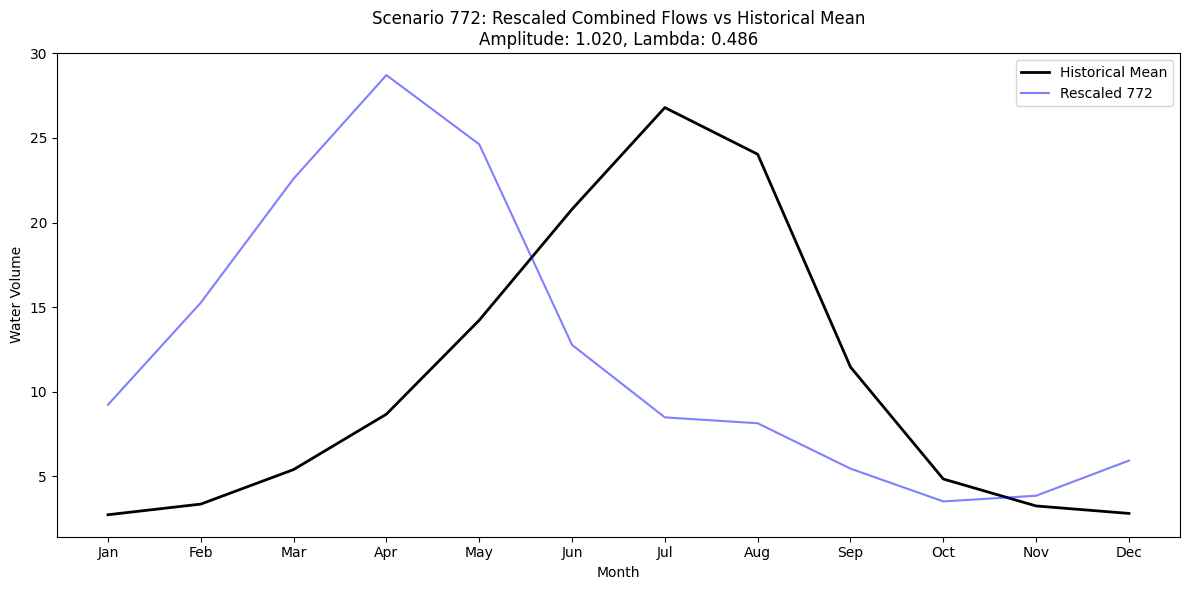 Scenario 772: Rescaled Combined Flows vs Historical Mean
Amplitude: 1.020, Lambda: 0.486
Historical Mean
Rescaled 772
Water Volume
30
25
20
15
10
5
Jan Feb Mar Apr May Jun Jul Aug Sep Oct Nov Dec
Month